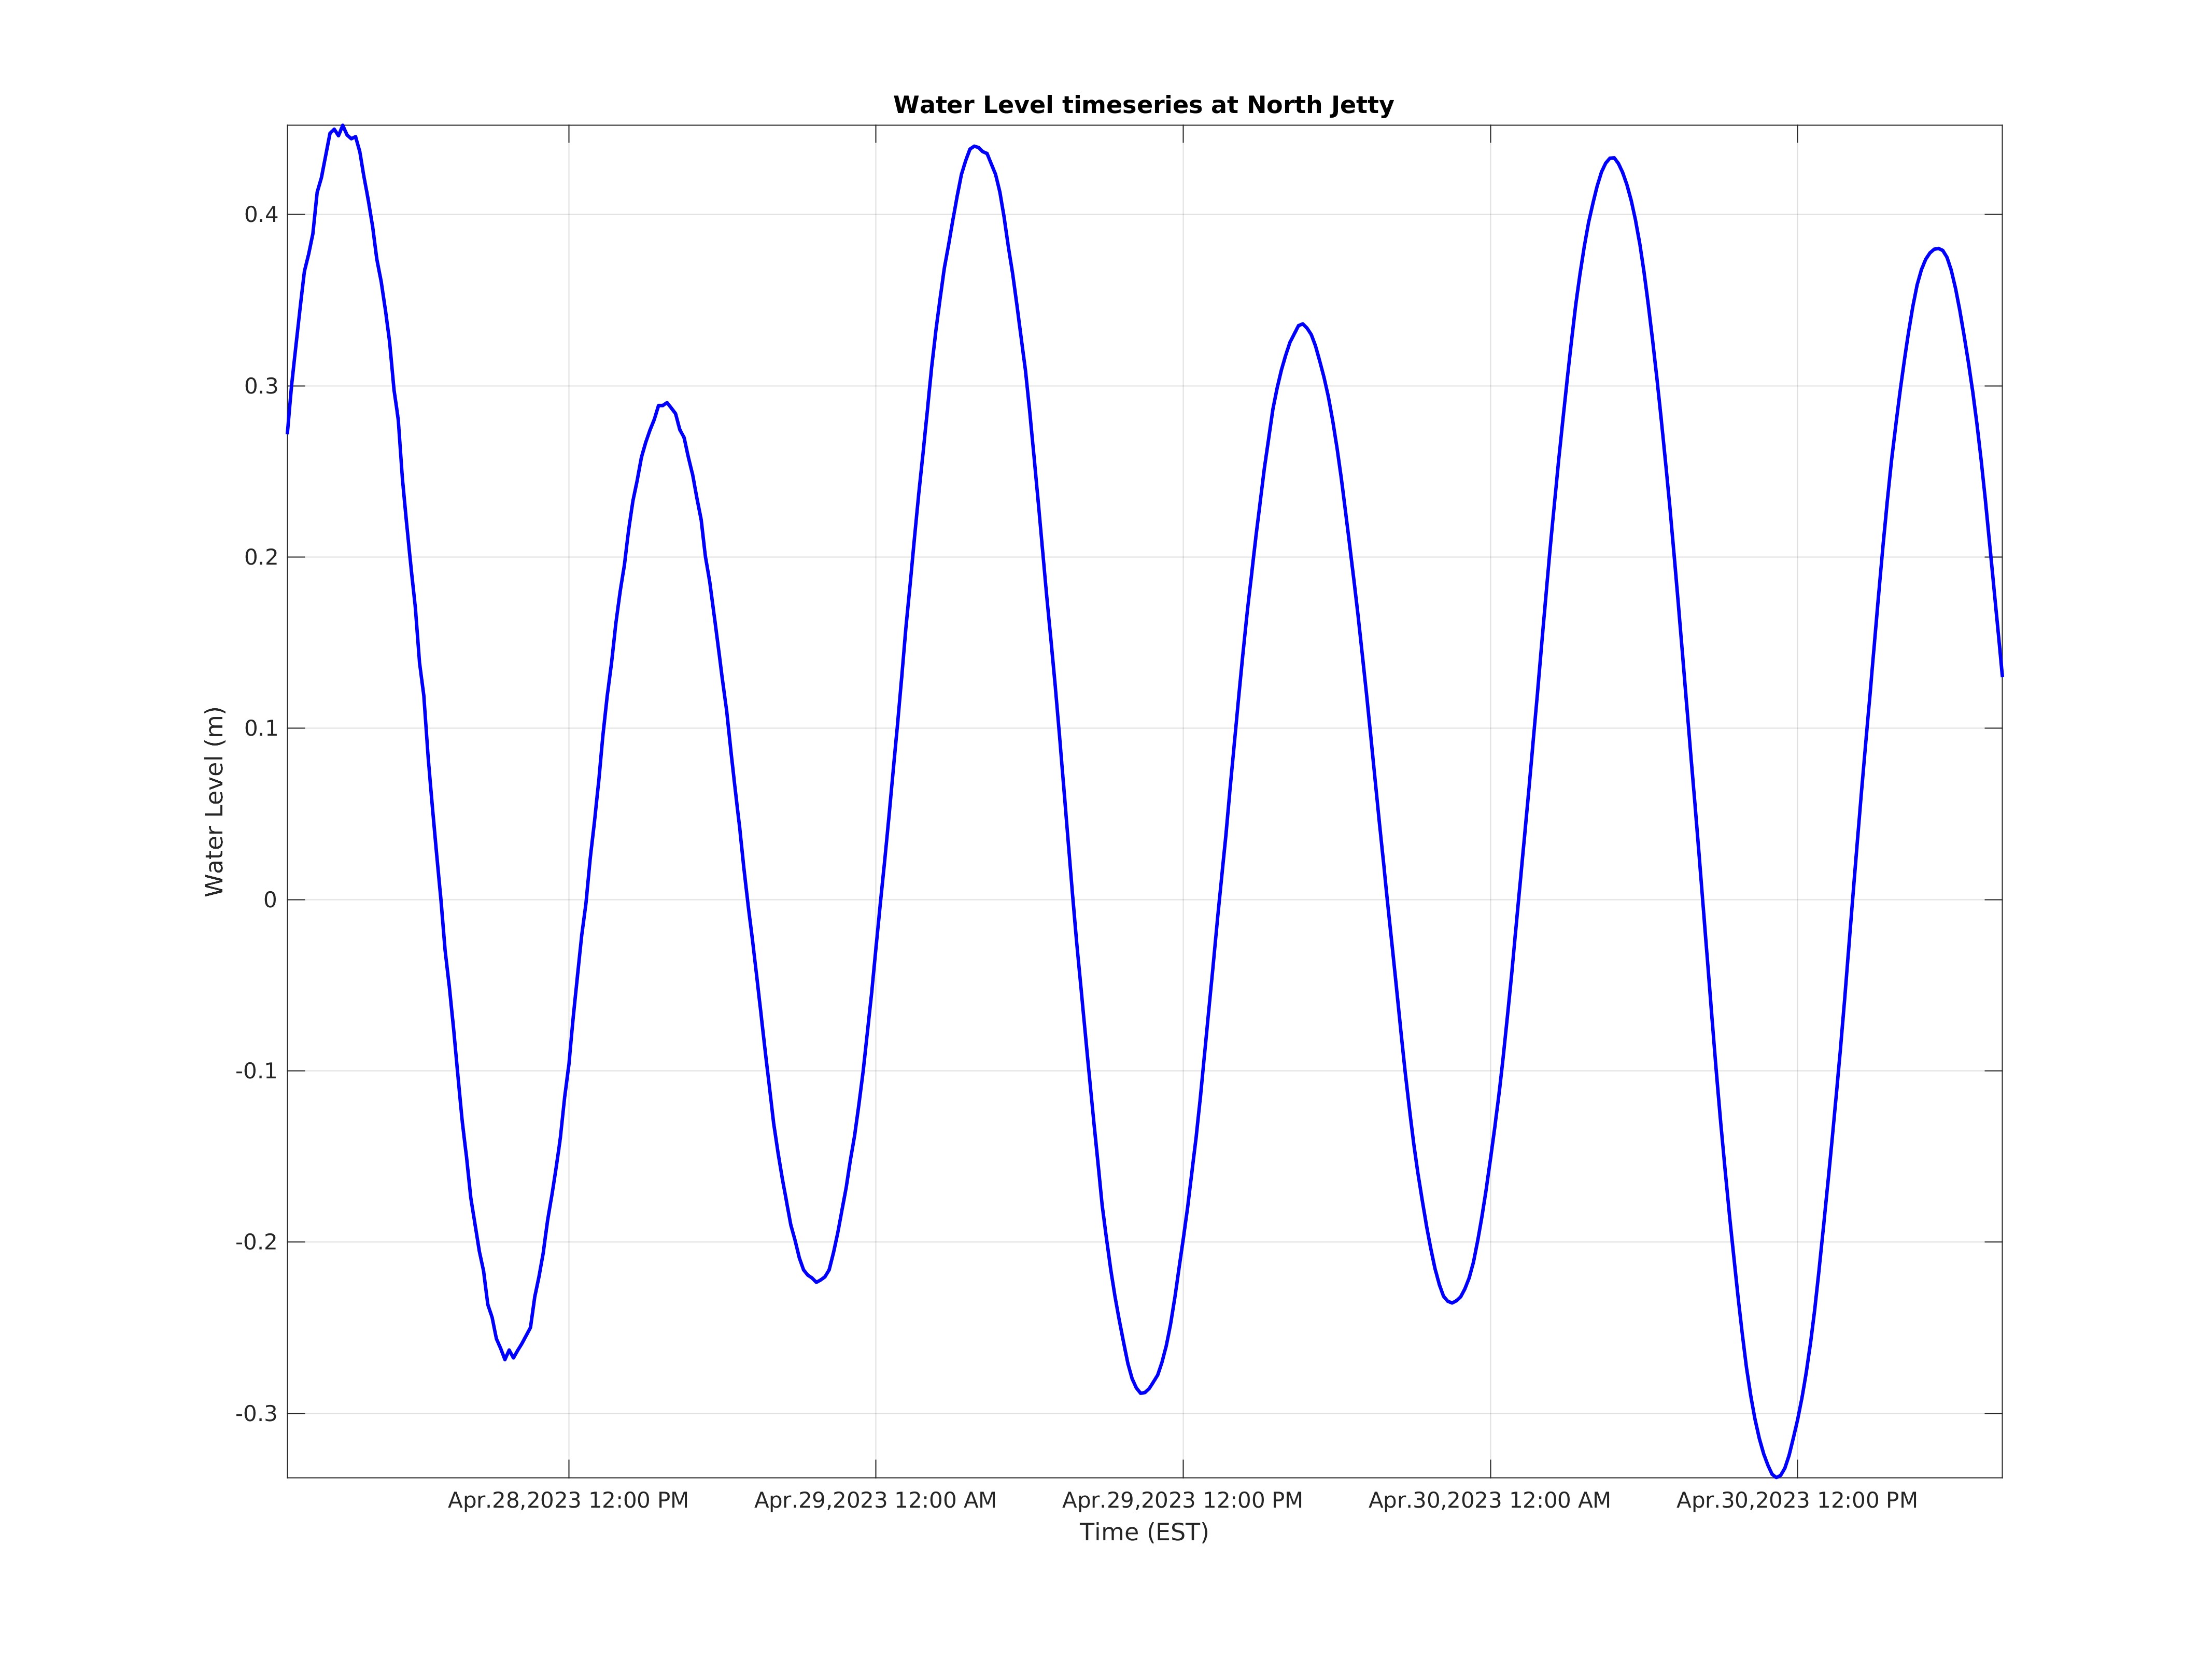 Water Level timeseries at North Jetty
0.4
0.3
0.2
0.1
0
-0.1
-0.2
-0.3
Water Level (m)
Apr.28,2023 12:00 PM
Apr.29,2023 12:00 AM
Apr.29,2023 12:00 PM
Apr.30,2023 12:00 AM
Apr.30,2023 12:00 PM
Time (EST)